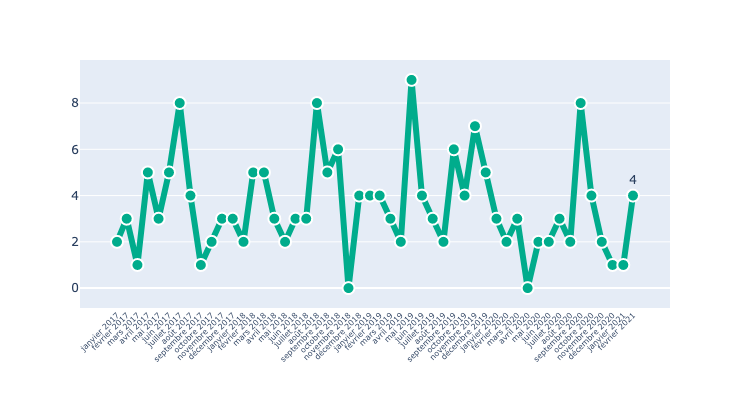 8
6
4
2
0
4
janvier 2017
février 2017
mars 2017
avril 2017
mai 2017
juin 2017
juillet 2017
août 2017
septembre 2017
octobre 2017
novembre 2017
décembre 2017
janvier 2018
février 2018
mars 2018
avril 2018
mai 2018
juin 2018
juillet 2018
août 2018
septembre 2018
octobre 2018
novembre 2018
décembre 2018
janvier 2019
février 2019
mars 2019
avril 2019
mai 2019
juin 2019
juillet 2019
août 2019
septembre 2019
octobre 2019
novembre 2019
décembre 2019
janvier 2020
février 2020
mars 2020
avril 2020
mai 2020
juin 2020
juillet 2020
août 2020
septembre 2020
octobre 2020
novembre 2020
décembre 2020
janvier 2021
février 2021